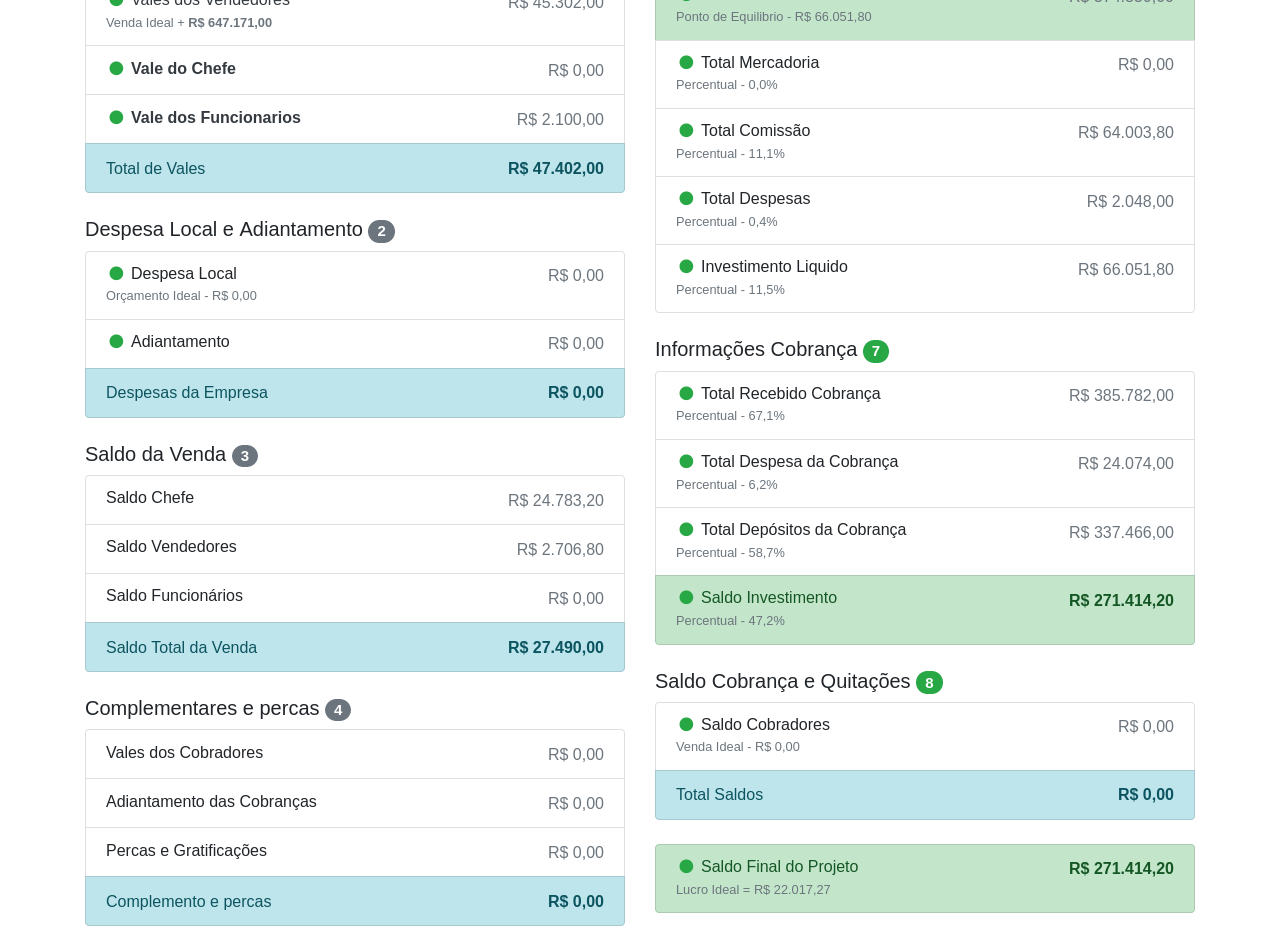 Vales dos Vendedores
R$ 45.302,00
Venda Ideal + R$ 647.171,00
Vale do Chefe
R$ 0,00
Vale dos Funcionarios
R$ 2.100,00
Total de Vales
R$ 47.402,00
Despesa Local e Adiantamento 2
Despesa Local
R$ 0,00
Orçamento Ideal - R$ 0,00
Adiantamento
R$ 0,00
Despesas da Empresa
R$ 0,00
Saldo da Venda 3
Saldo Chefe
R$ 24.783,20
Saldo Vendedores
R$ 2.706,80
Saldo Funcionários
R$ 0,00
Saldo Total da Venda
R$ 27.490,00
Complementares e percas 4
Vales dos Cobradores
R$ 0,00
Adiantamento das Cobranças
R$ 0,00
Percas e Gratificações
R$ 0,00
Complemento e percas
R$ 0,00
Ponto de Equilibrio - R$ 66.051,80
Total Mercadoria
R$ 0,00
Percentual - 0,0%
Total Comissão
R$ 64.003,80
Percentual - 11,1%
Total Despesas
R$ 2.048,00
Percentual - 0,4%
Investimento Liquido
R$ 66.051,80
Percentual - 11,5%
Informações Cobrança 7
Total Recebido Cobrança
R$ 385.782,00
Percentual - 67,1%
Total Despesa da Cobrança
R$ 24.074,00
Percentual - 6,2%
Total Depósitos da Cobrança
R$ 337.466,00
Percentual - 58,7%
Saldo Investimento
R$ 271.414,20
Percentual - 47,2%
Saldo Cobrança e Quitações 8
Saldo Cobradores
R$ 0,00
Venda Ideal - R$ 0,00
Total Saldos
R$ 0,00
Saldo Final do Projeto
R$ 271.414,20
Lucro Ideal = R$ 22.017,27